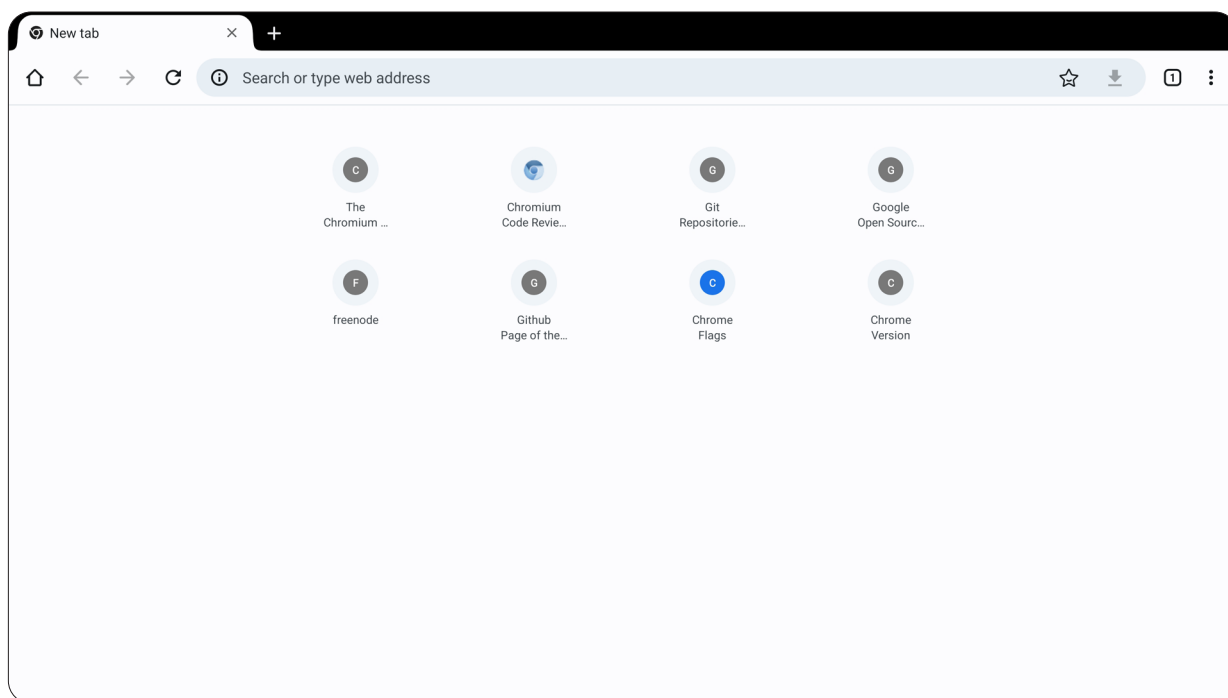 New tab
Search or type web address
1
C
G
G
The
Chromium ...
Chromium
Code Revie...
Git
Repositorie...
Google
Open Sourc...
F
G
C
C
freenode
Github
Page of the...
Chrome
Flags
Chrome
Version